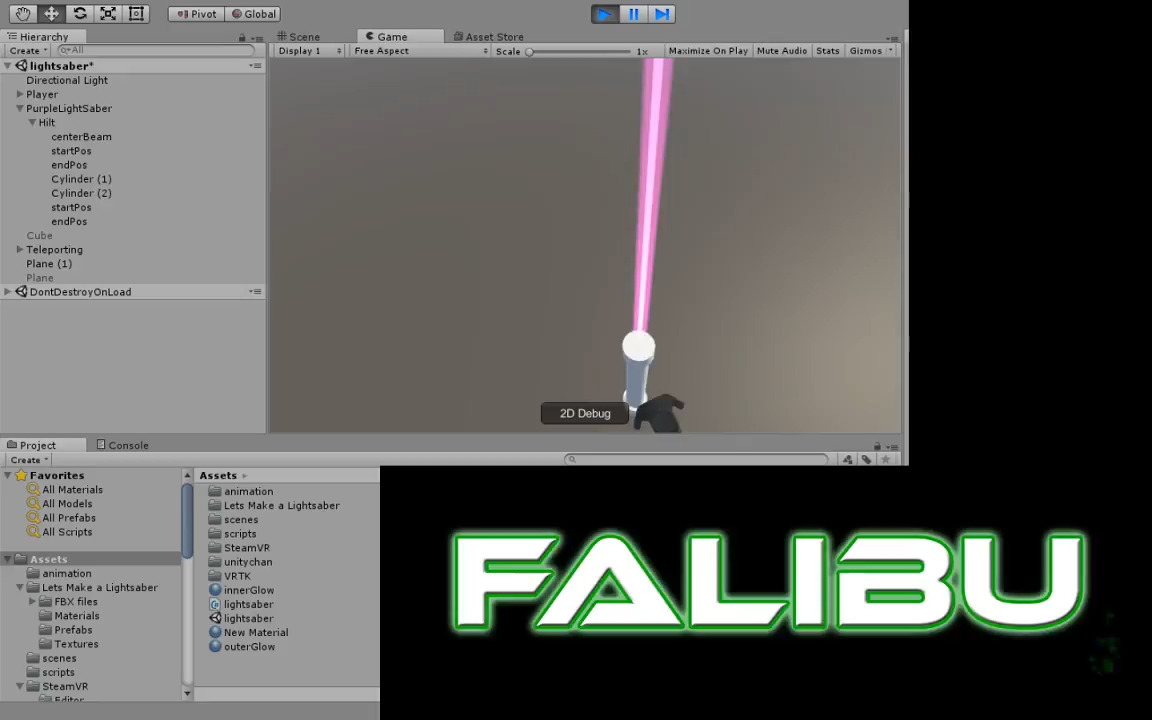 Pivot Global
Hierarchy
Scene Game Asset Store
Create All
Display 1 Free Aspect Scale 1x Maximize On Play Mute Audio Stats Gizmos
lightsaber*
Directional Light
Player
PurpleLightSaber
Hilt
centerBeam
startPos
endPos
Cylinder (1)
Cylinder (2)
startPos
endPos
Cube
Teleporting
Plane (1)
Plane
DontDestroyOnLoad
2D Debug
Project Console
Create
Favorites
All Materials
All Models
All Prefabs
All Scripts
Assets
animation
Lets Make a Lightsaber
FBX files
Materials
Prefabs
Textures
scenes
scripts
SteamVR
Editor
Assets
animation
Lets Make a Lightsaber
scenes
scripts
SteamVR
unitychan
VRTK
innerGlow
lightsaber
lightsaber
New Material
outerGlow
FALIBU